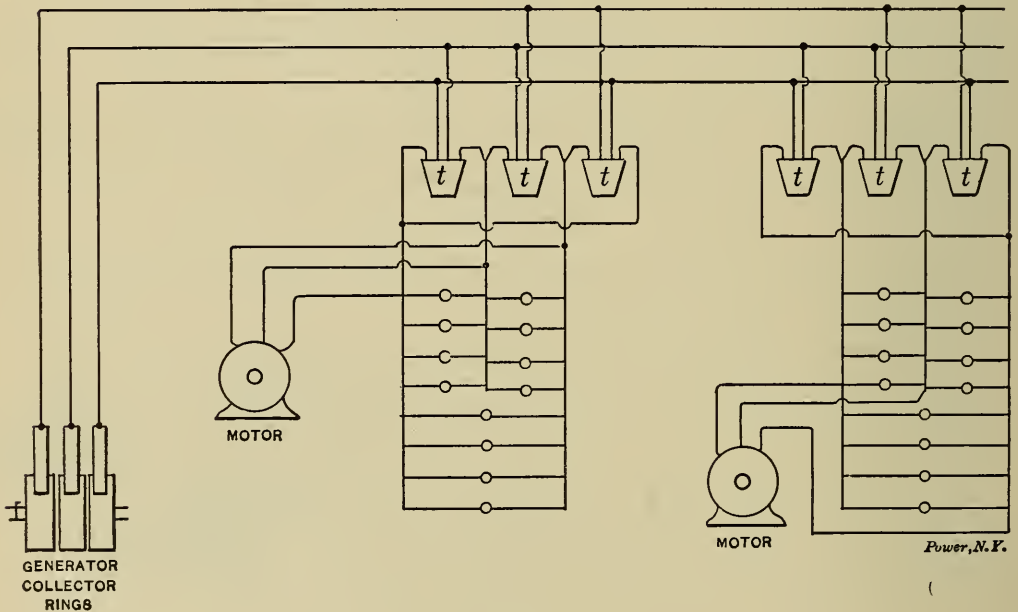 t t t t t t
MOTOR
MOTOR
Power, N.Y.
GENERATOR
COLLECTOR
RINGS
(